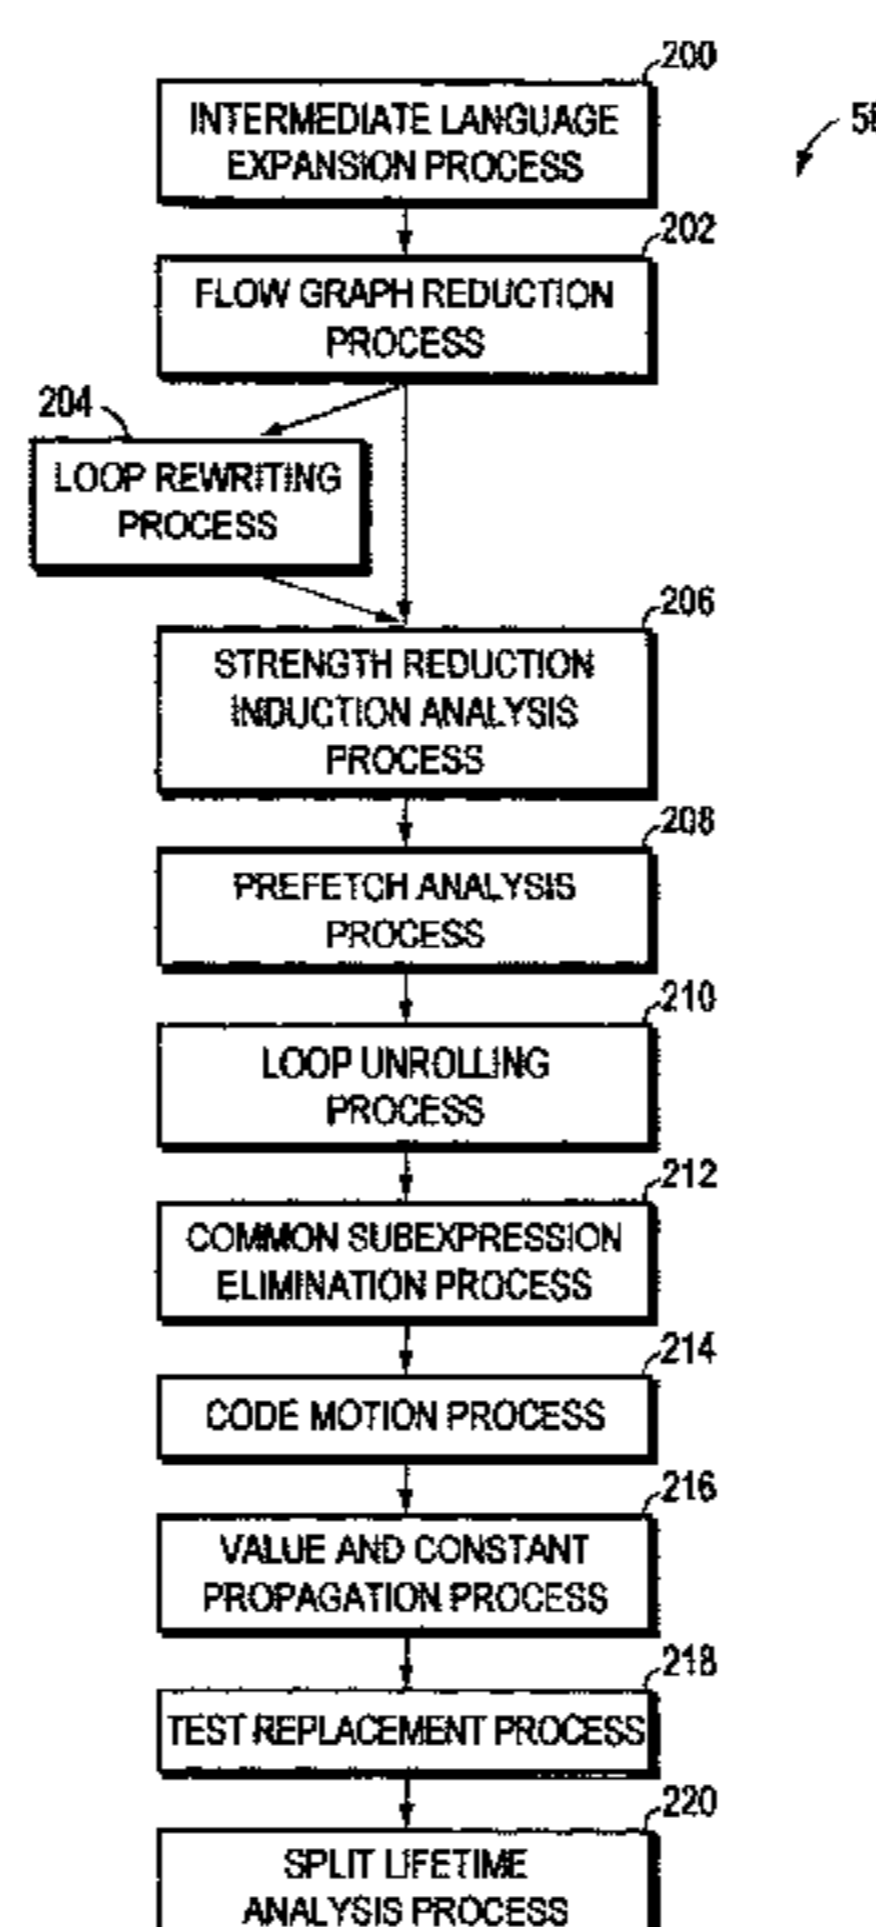 200
INTERMEDIATE LANGUAGE
EXPANSION PROCESS
202
FLOW GRAPH REDUCTION
PROCESS
204
LOOP REWRITING
PROCESS
206
STRENGTH REDUCTION
INDUCTION ANALYSIS
PROCESS
208
PREFETCH ANALYSIS
PROCESS
210
LOOP UNROLLING
PROCESS
212
COMMON SUBEXPRESSION
ELIMINATION PROCESS
214
CODE MOTION PROCESS
216
VALUE AND CONSTANT
PROPAGATION PROCESS
218
TEST REPLACEMENT PROCESS
220
SPLIT LIFETIME
ANALYSIS PROCESS